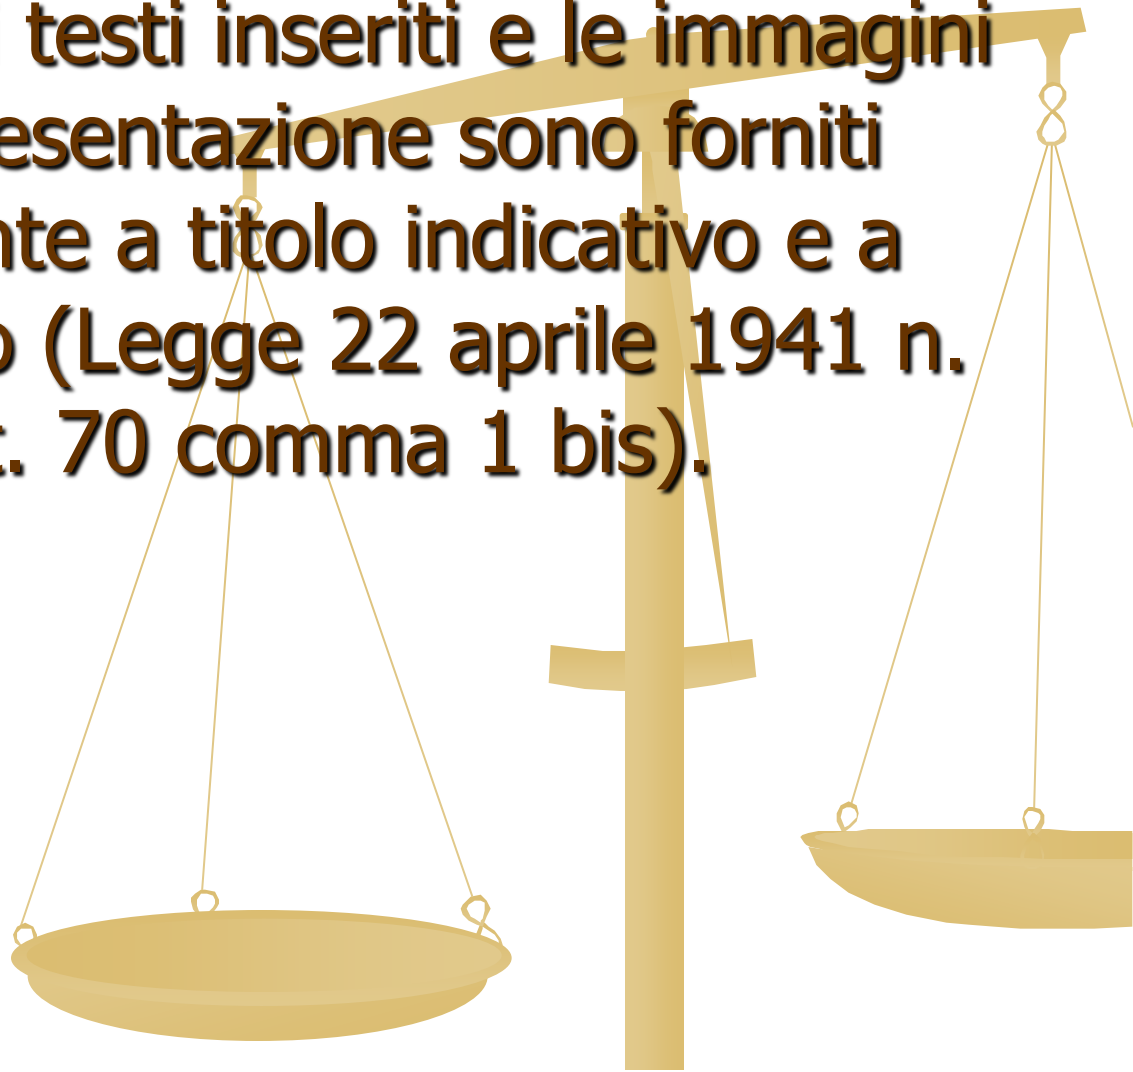 i testi inseriti e le immagini
esentazione sono forniti
nte a titolo indicativo e a
o (Legge 22 aprile 1941 n.
t. 70 comma 1 bis).